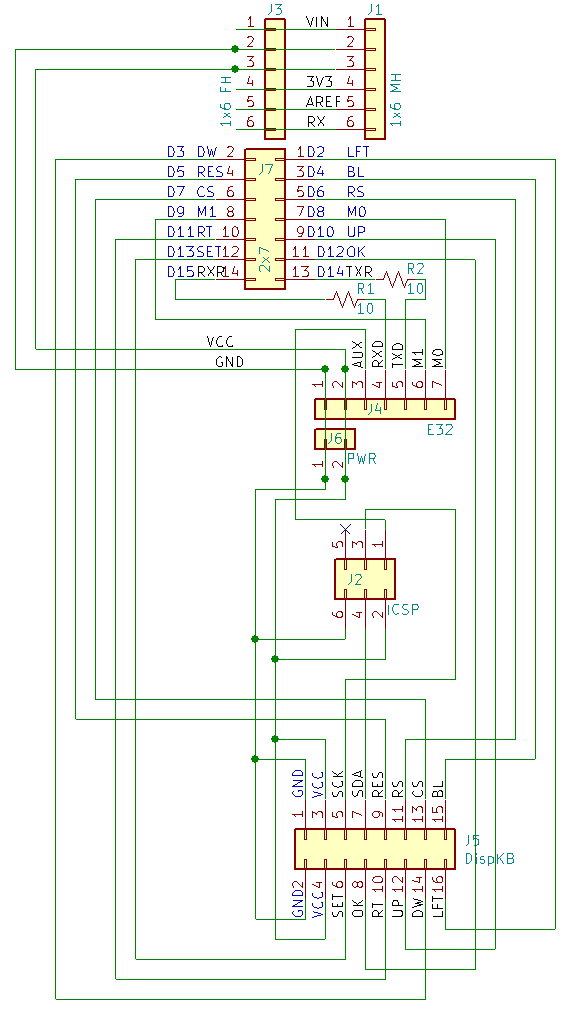 J3 J1
1 VIN 1
2 2
3 3
4 3V3 4
5 AREF 5
6 RX 6
1x6 FH 1x6 MH
D3 DW 2 1 D2 LFT
D5 RES 4 3 D4 BL
D7 CS 6 5 D6 RS
D9 M1 8 7 D8 M0
D11 RT 10 9 D10 UP
D13 SET 12 11 D12 OK
D15 RXR 14 13 D14 TXR
J7
2x7
R2
10
R1
10
VCC
GND
AUX RXD TXD M1 M0
1 2 3 4 5 6 7
J4
E32
J6
PWR
1 2
5 3 1
J2
ICSP
6 4 2
GND VCC SCK SDA RES RS CS BL
1 3 5 7 9 11 13 15
J5
DispKB
2 4 6 8 10 12 14 16
GND VCC SET OK RT UP DW LFT